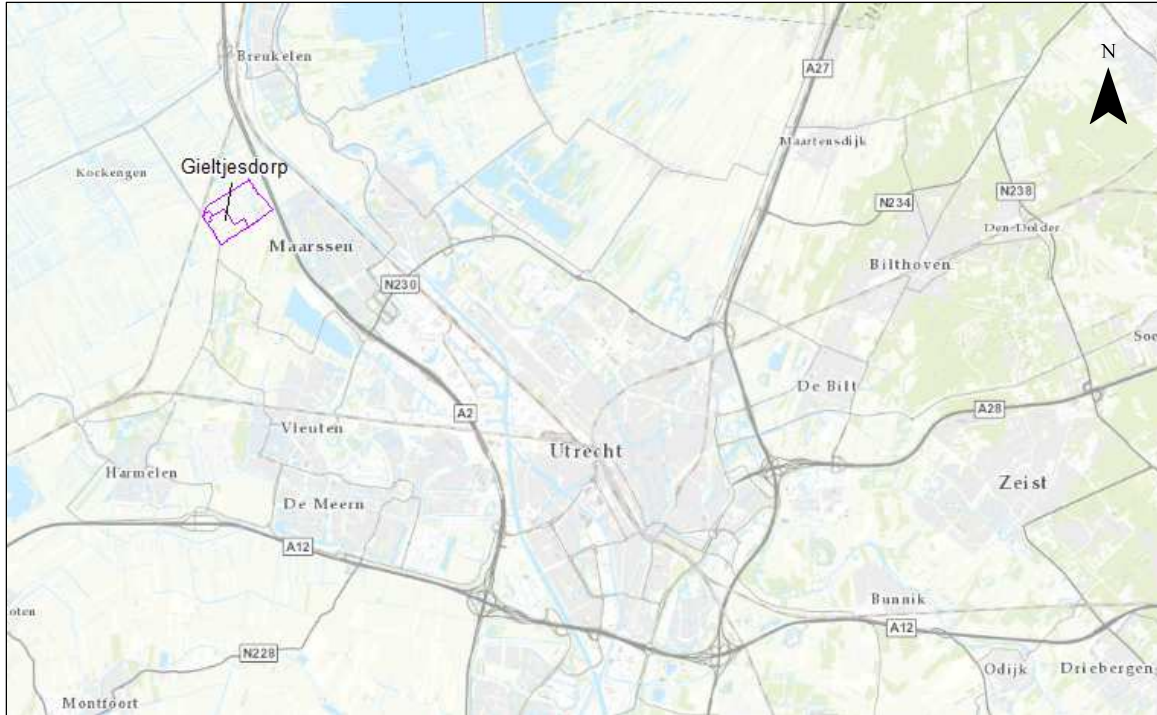 Breukelen
A27
N
Maartensdijk
Kockengen
Gieltjesdorp
N234
N238
Den-Dolder
Maarssen
Bilthoven
N230
Soe
De Bilt
A2
A28
Vleuten
Utrecht
Harmelen
Zeist
De Meern
A12
Bunnik
oten
A12
N228
Odijk
Driebergen
Montfoort